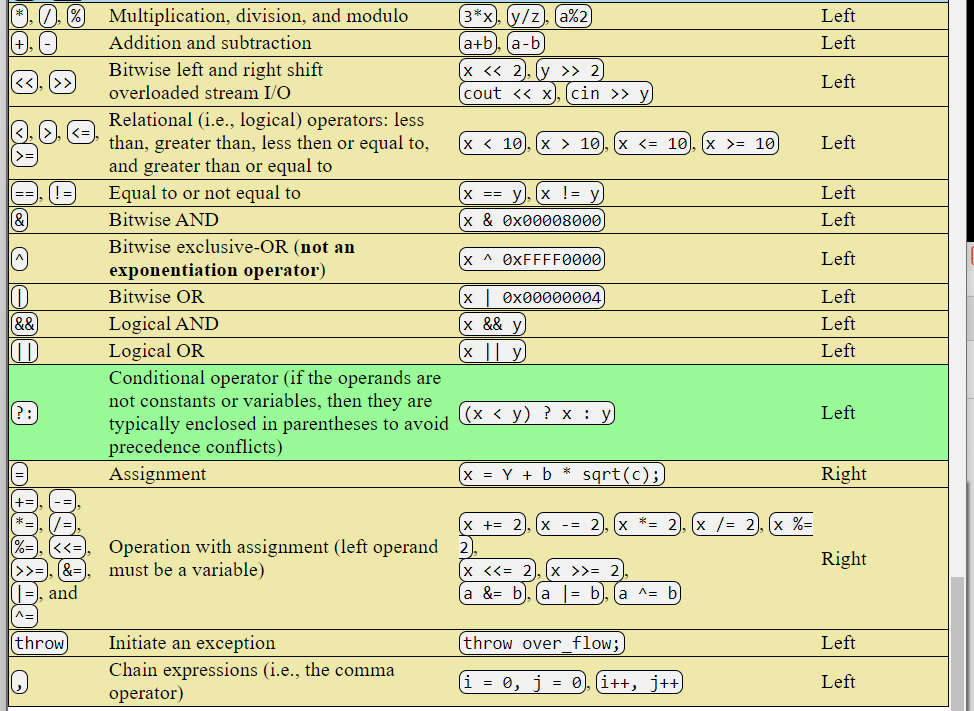 *, /, % Multiplication, division, and modulo 3*x, y/z, a%2 Left
+, - Addition and subtraction a+b, a-b Left
<<, >> Bitwise left and right shift
overloaded stream I/O x << 2, y >> 2
cout << x, cin >> y Left
<, >, <=,
>= Relational (i.e., logical) operators: less
than, greater than, less then or equal to,
and greater than or equal to x < 10, x > 10, x <= 10, x >= 10 Left
==, != Equal to or not equal to x == y, x != y Left
& Bitwise AND x & 0x00008000 Left
^ Bitwise exclusive-OR (not an
exponentiation operator) x ^ 0xFFFF0000 Left
| Bitwise OR x | 0x00000004 Left
&& Logical AND x && y Left
|| Logical OR x || y Left
?: Conditional operator (if the operands are
not constants or variables, then they are
typically enclosed in parentheses to avoid
precedence conflicts) (x < y) ? x : y Left
= Assignment x = Y + b * sqrt(c); Right
+=, -=,
*=, /=,
%=, <<=,
>>=, &=,
|=, and
^= Operation with assignment (left operand
must be a variable) x += 2, x -= 2, x *= 2, x /= 2, x %=
2,
x <<= 2, x >>= 2,
a &= b, a |= b, a ^= b Right
throw Initiate an exception throw over_flow; Left
, Chain expressions (i.e., the comma
operator) i = 0, j = 0, i++, j++ Left